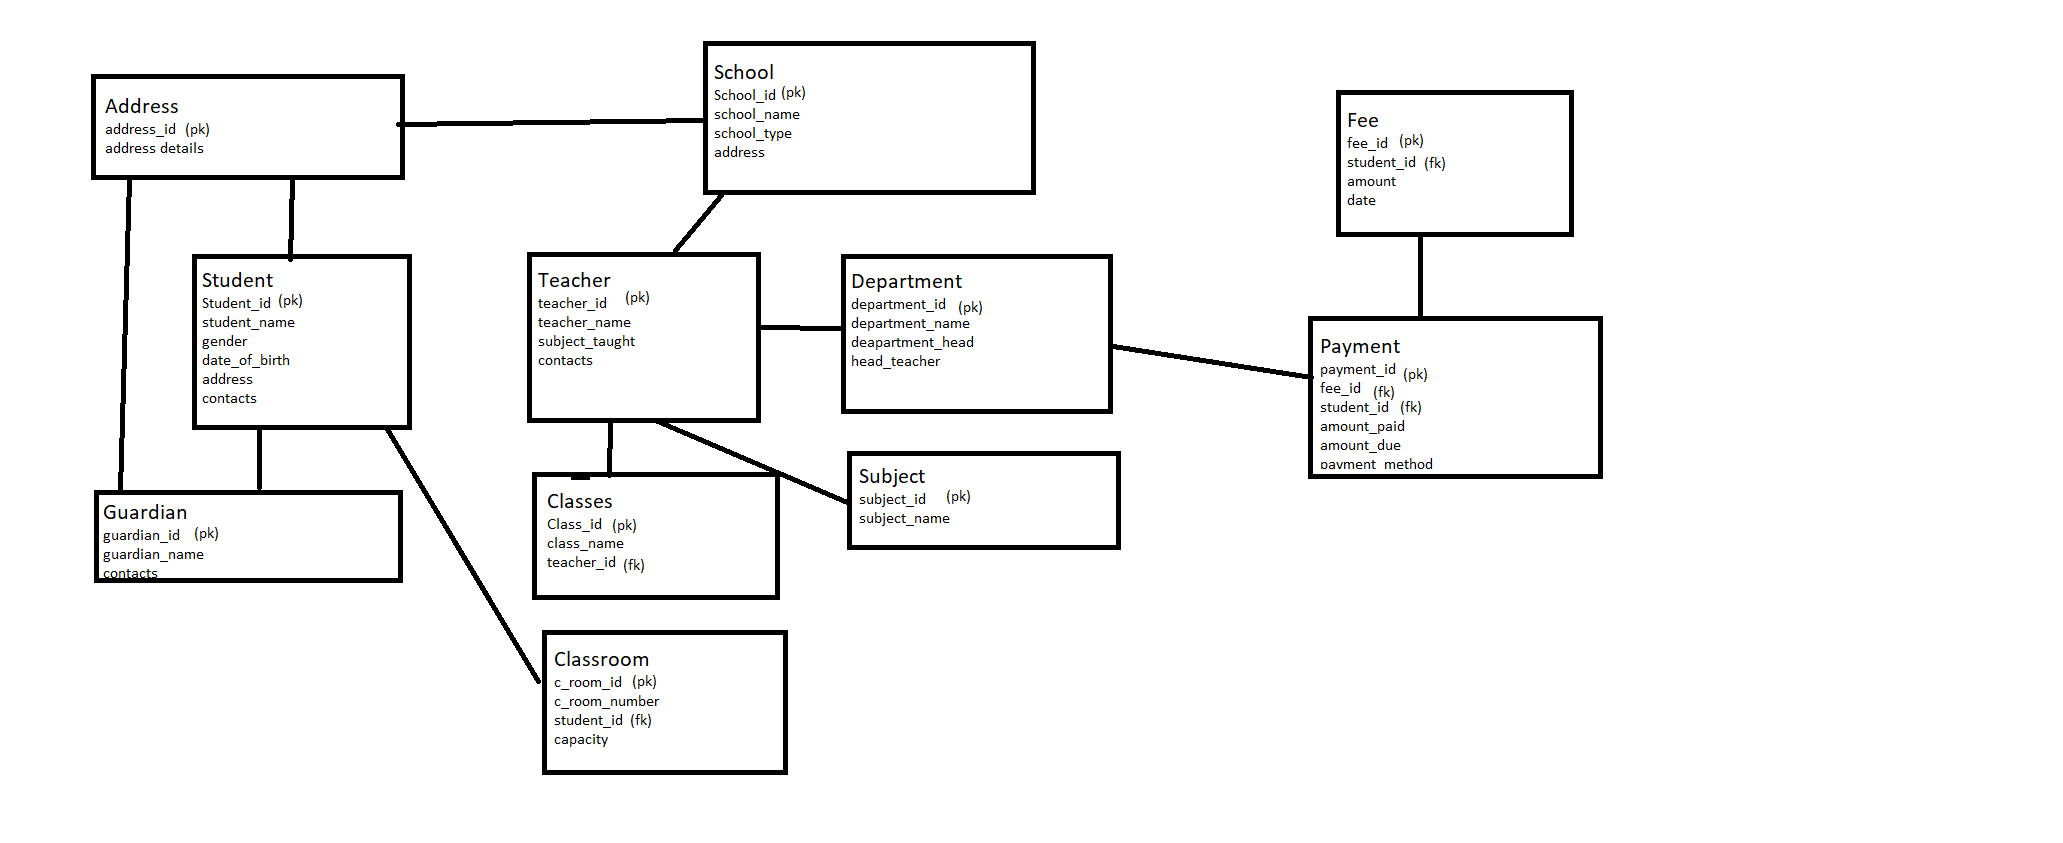 Address
address_id (pk)
address details
School
School_id (pk)
school_name
school_type
address
Fee
fee_id (pk)
student_id (fk)
amount
date
Student
Student_id (pk)
student_name
gender
date_of_birth
address
contacts
Teacher
teacher_id (pk)
teacher_name
subject_taught
contacts
Department
department_id (pk)
department_name
deapartment_head
head_teacher
Payment
payment_id (pk)
fee_id (fk)
student_id (fk)
amount_paid
amount_due
payment_method
Guardian
guardian_id (pk)
guardian_name
contacts
Classes
Class_id (pk)
class_name
teacher_id (fk)
Subject
subject_id (pk)
subject_name
Classroom
c_room_id (pk)
c_room_number
student_id (fk)
capacity